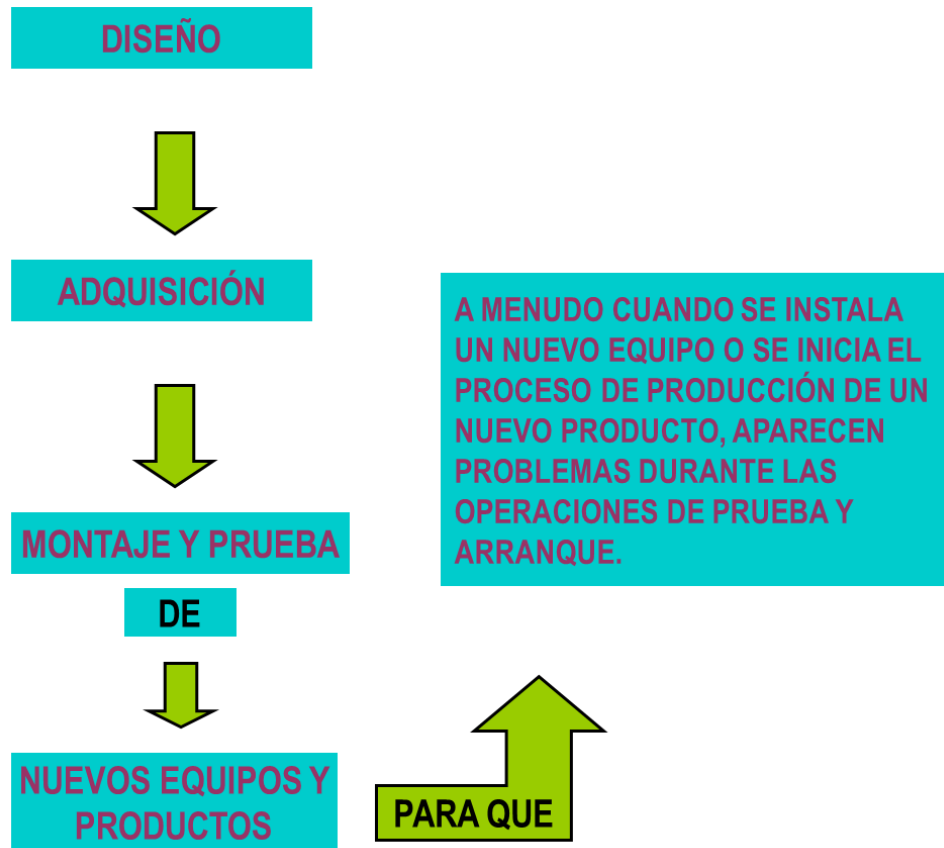 DISEÑO
ADQUISICIÓN
MONTAJE Y PRUEBA
DE
NUEVOS EQUIPOS Y
PRODUCTOS
PARA QUE
A MENUDO CUANDO SE INSTALA
UN NUEVO EQUIPO O SE INICIA EL
PROCESO DE PRODUCCIÓN DE UN
NUEVO PRODUCTO, APARECEN
PROBLEMAS DURANTE LAS
OPERACIONES DE PRUEBA Y
ARRANQUE.